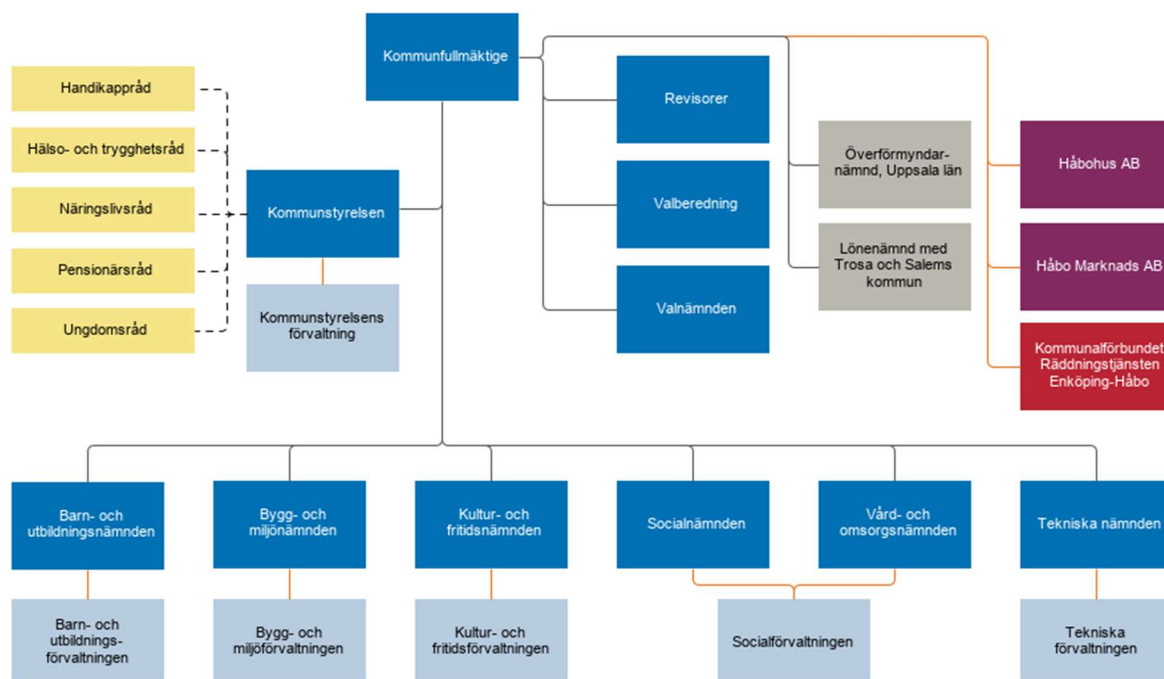 Kommunfullmäktige
Handikappråd
Hälso- och trygghetsråd
Näringslivsråd
Pensionärsråd
Ungdomsråd
Kommunstyrelsen
Kommunstyrelsens
förvaltning
Revisorer
Valberedning
Valnämnden
Överförmyndar-
nämnd, Uppsala län
Lönenämnd med
Trosa och Salems
kommun
Håbohus AB
Håbo Marknads AB
Kommunalförbundet
Räddningstjänsten
Enköping-Håbo
Barn- och
utbildningsnämnden
Bygg- och
miljönämnden
Kultur- och
fritidsnämnden
Socialnämnden
Vård- och
omsorgsnämnden
Tekniska nämnden
Barn- och
utbildnings-
förvaltningen
Bygg- och
miljöförvaltningen
Kultur- och
fritidsförvaltningen
Socialförvaltningen
Tekniska
förvaltningen